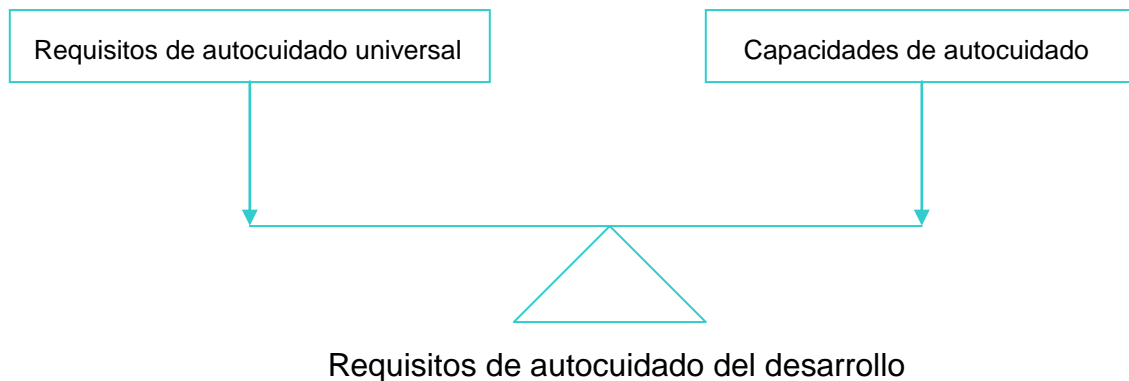 Requisitos de autocuidado universal
Capacidades de autocuidado
Requisitos de autocuidado del desarrollo